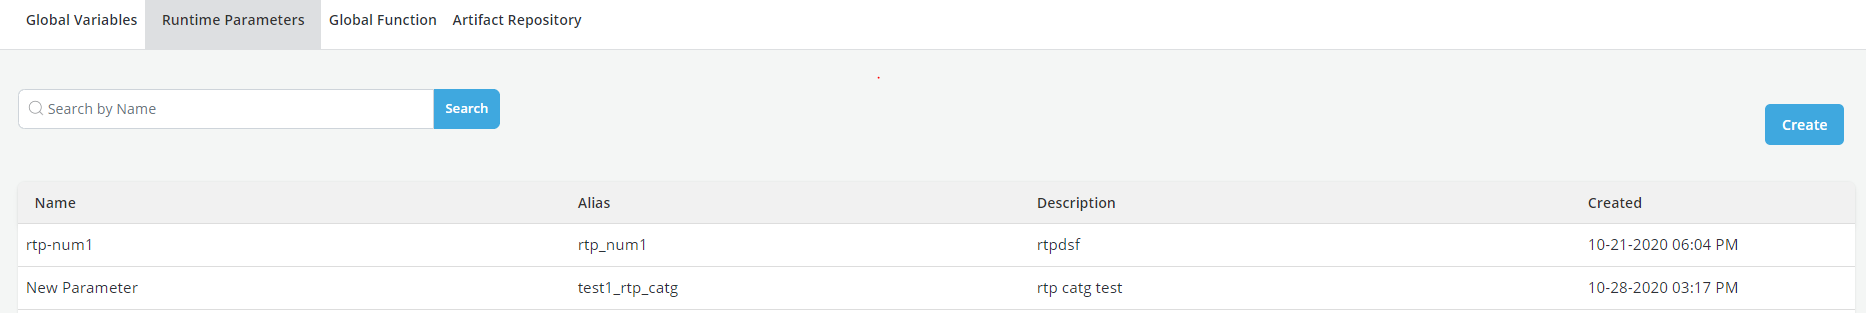 Global Variables Runtime Parameters Global Function Artifact Repository
Search by Name Search
Create
Name Alias Description Created
rtp-num1 rtp_num1 rtpdsf 10-21-2020 06:04 PM
New Parameter test1_rtp_catg rtp catg test 10-28-2020 03:17 PM